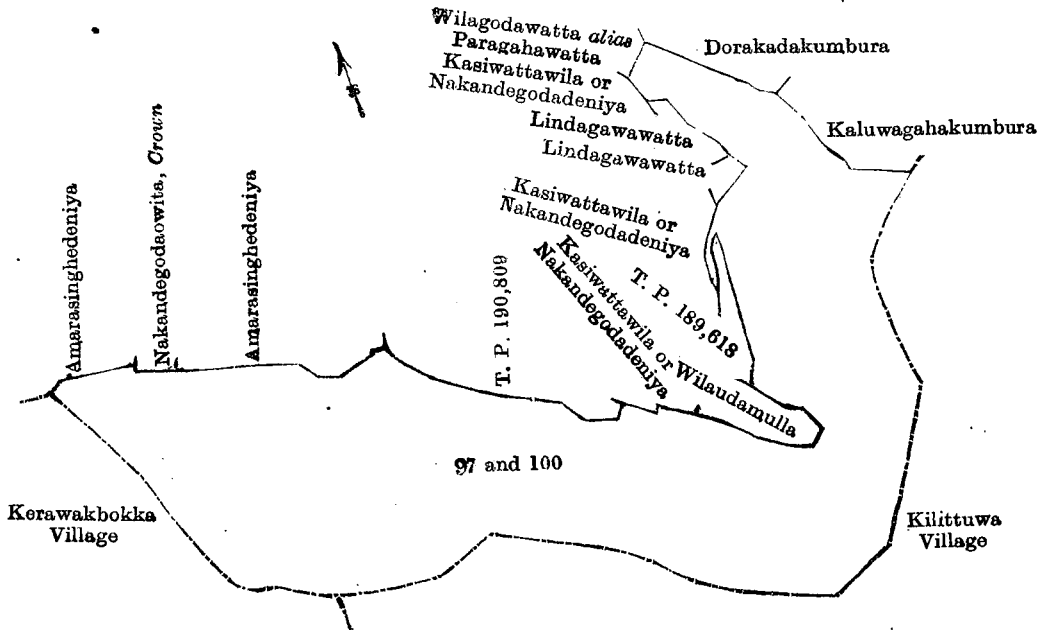 Wilagodawatta alias
Paragahawatta
Kasiwattawila or
Nakandegodadeniya
Dorakadakumbura
Kaluwagahakumbura
Lindagawawatta
Lindagawawatta
Kasiwattawila or
Nakandegodadeniya
Amarasinghedeniya
Nakandegodaowita, Crown
Amarasinghedeniya
T. P. 190,809
Kasiwattawila or
Nakandegodadeniya
T. P. 189,618
Wilaudamulla
97 and 100
Kerawakbokka
Village
Kilittuwa
Village